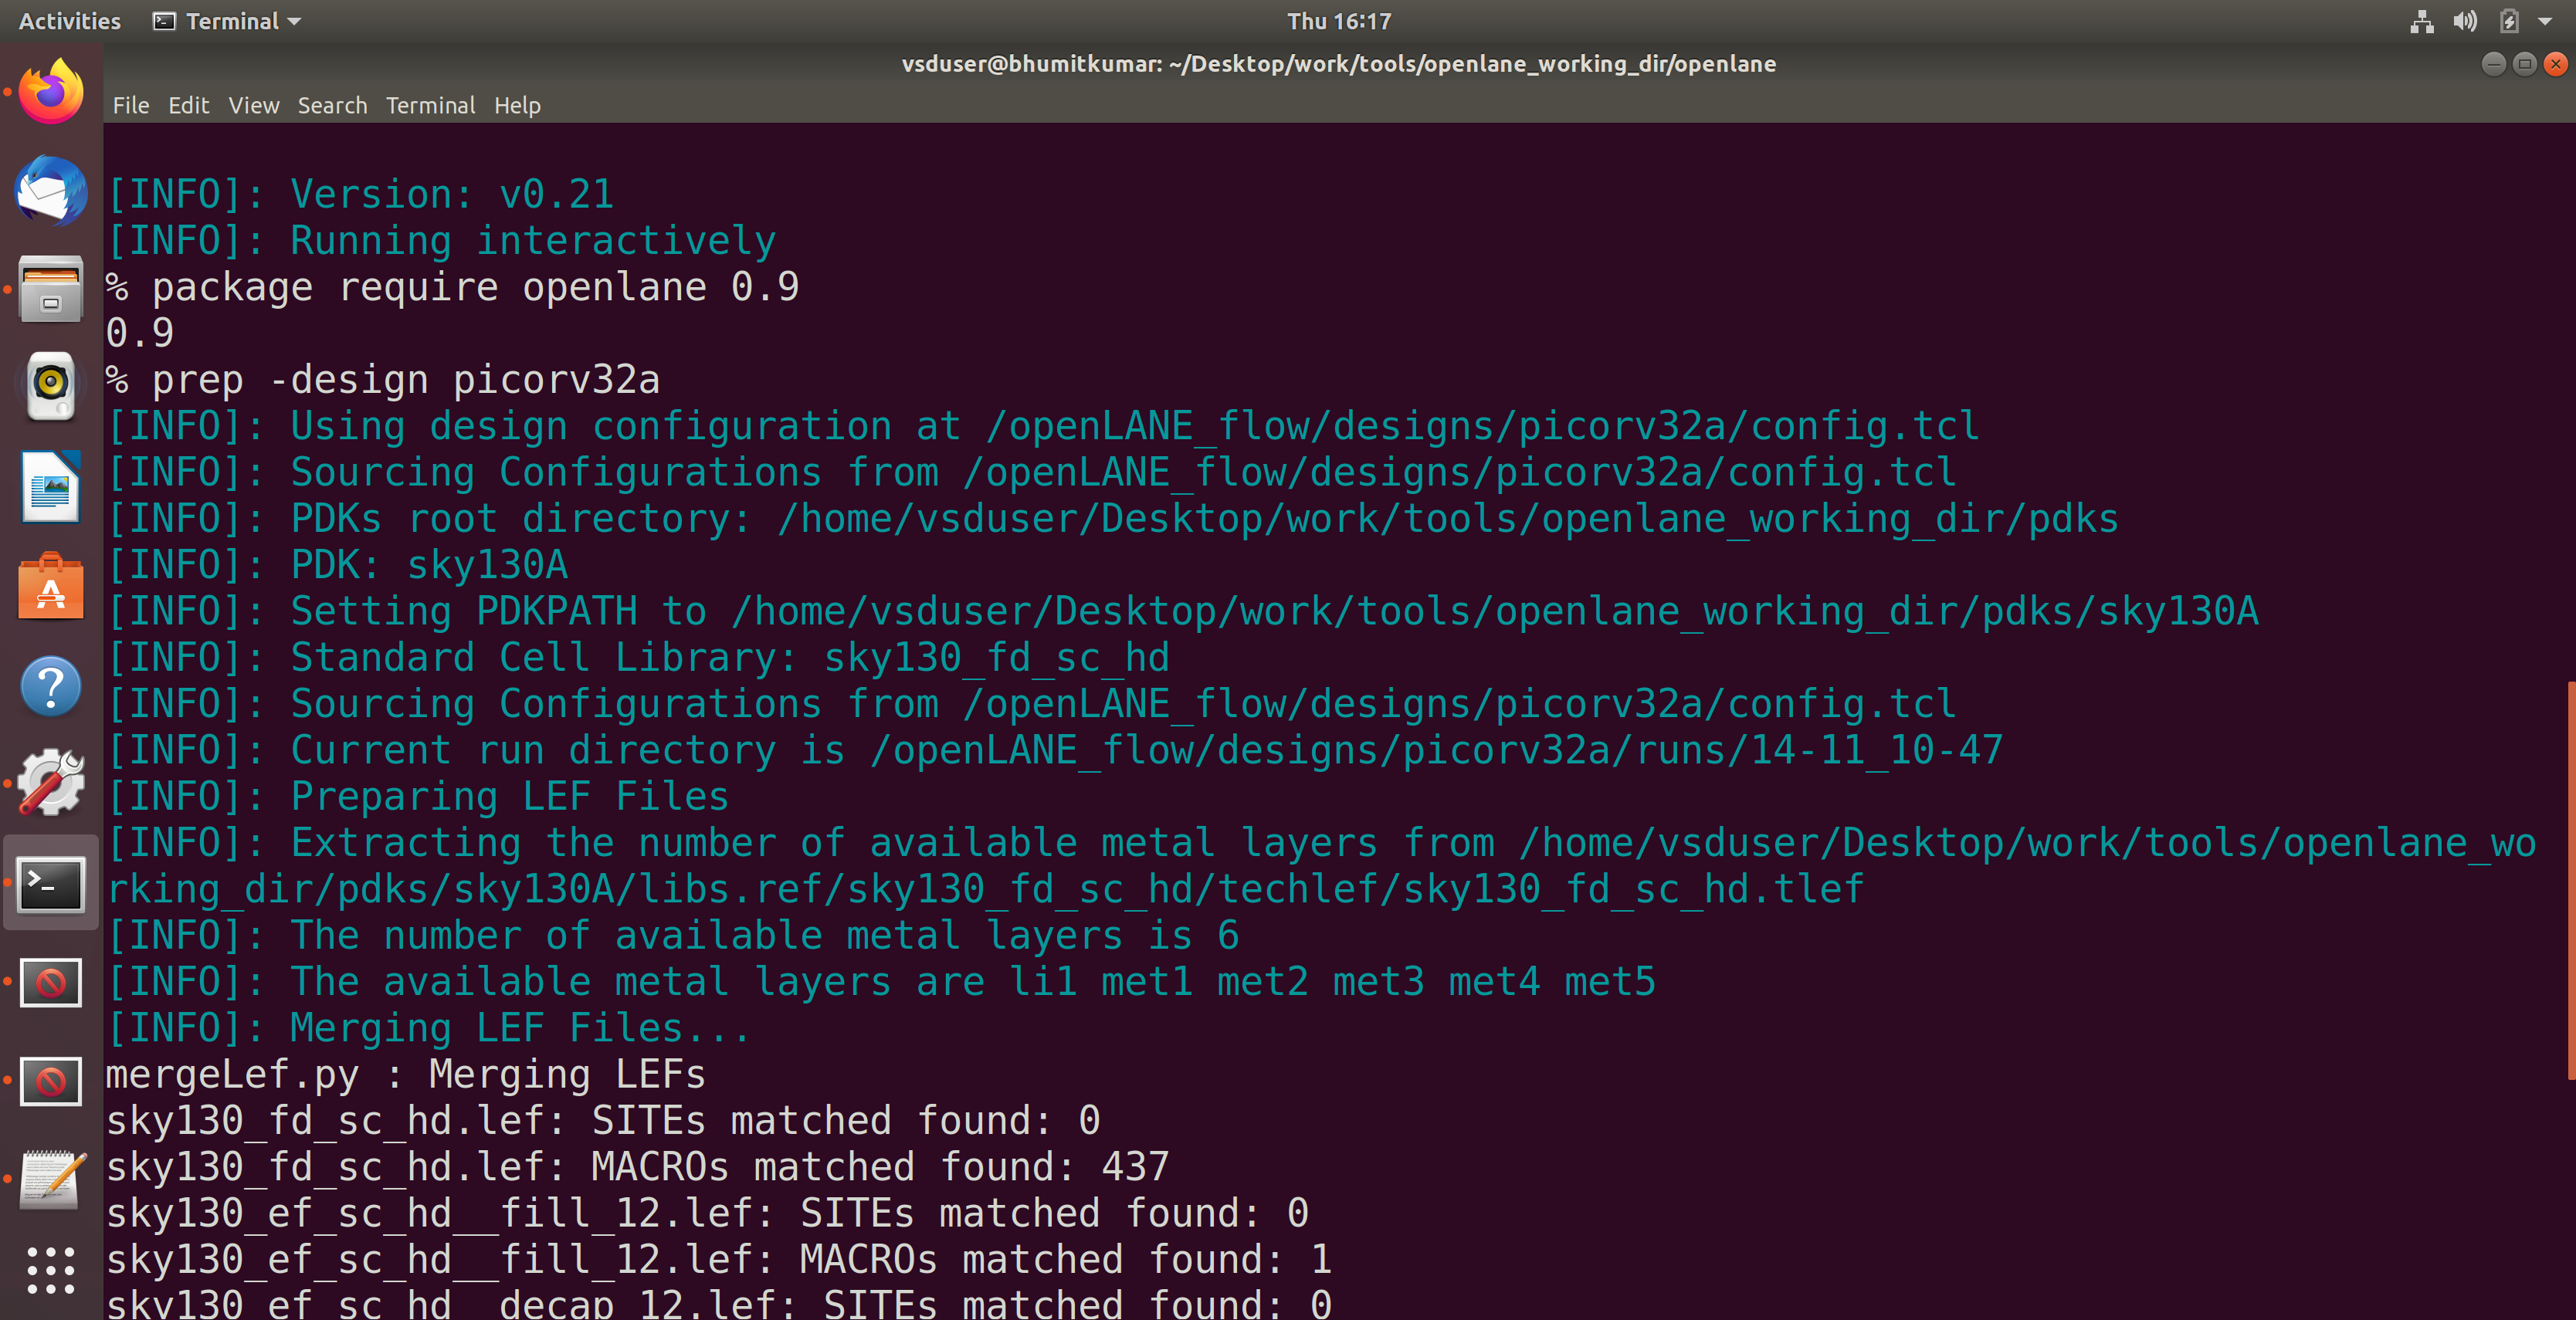 Activities Terminal Thu 16:17
vsduser@bhumitkumar: ~/Desktop/work/tools/openlane_working_dir/openlane
File Edit View Search Terminal Help
[INFO]: Version: v0.21
[INFO]: Running interactively
% package require openlane 0.9
0.9
% prep -design picorv32a
[INFO]: Using design configuration at /openLANE_flow/designs/picorv32a/config.tcl
[INFO]: Sourcing Configurations from /openLANE_flow/designs/picorv32a/config.tcl
[INFO]: PDKs root directory: /home/vsduser/Desktop/work/tools/openlane_working_dir/pdks
[INFO]: PDK: sky130A
[INFO]: Setting PDKPATH to /home/vsduser/Desktop/work/tools/openlane_working_dir/pdks/sky130A
[INFO]: Standard Cell Library: sky130_fd_sc_hd
[INFO]: Sourcing Configurations from /openLANE_flow/designs/picorv32a/config.tcl
[INFO]: Current run directory is /openLANE_flow/designs/picorv32a/runs/14-11_10-47
[INFO]: Preparing LEF Files
[INFO]: Extracting the number of available metal layers from /home/vsduser/Desktop/work/tools/openlane_wo
rking_dir/pdks/sky130A/libs.ref/sky130_fd_sc_hd/techlef/sky130_fd_sc_hd.tlef
[INFO]: The number of available metal layers is 6
[INFO]: The available metal layers are li1 met1 met2 met3 met4 met5
[INFO]: Merging LEF Files...
mergeLef.py : Merging LEFs
sky130_fd_sc_hd.lef: SITEs matched found: 0
sky130_fd_sc_hd.lef: MACROs matched found: 437
sky130_ef_sc_hd__fill_12.lef: SITEs matched found: 0
sky130_ef_sc_hd__fill_12.lef: MACROs matched found: 1
sky130_ef_sc_hd__decap_12.lef: SITEs matched found: 0